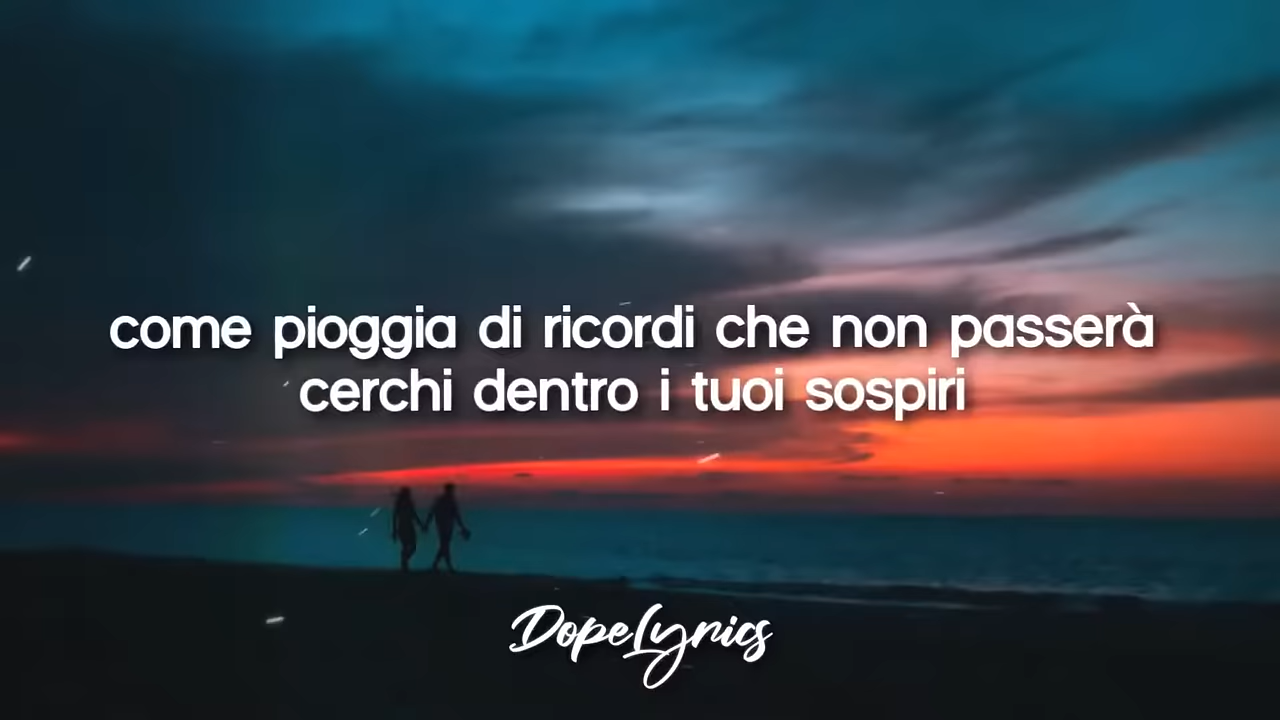 come pioggia di ricordi che non passerà
cerchi dentro i tuoi sospiri
DopeLyrics